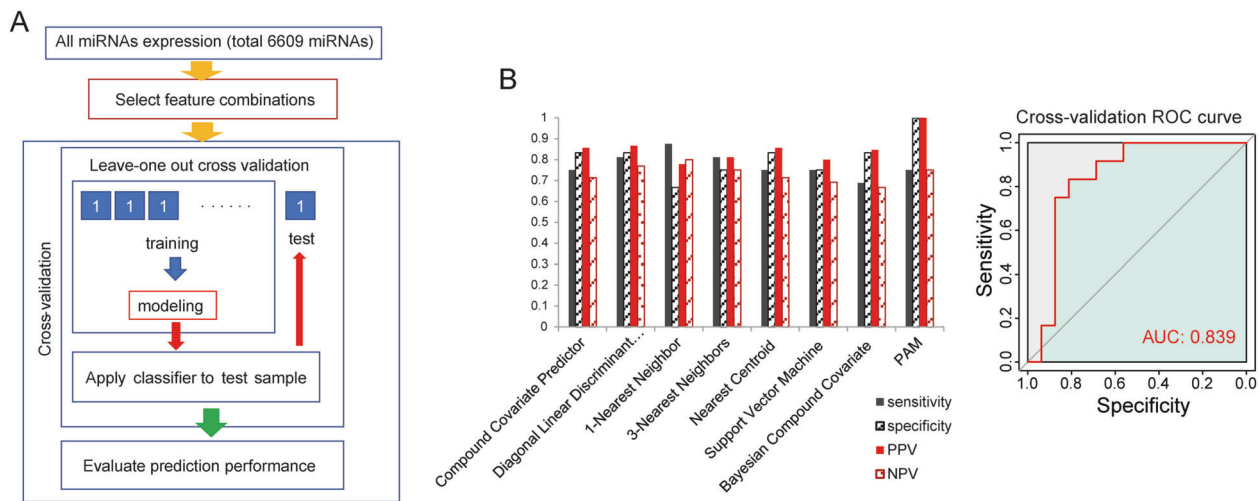 A
All miRNAs expression (total 6609 miRNAs)
Select feature combinations
Cross-validation
Leave-one out cross validation
1 1 1 ...... 1
training
test
modeling
Apply classifier to test sample
Evaluate prediction performance
B
1
0.9
0.8
0.7
0.6
0.5
0.4
0.3
0.2
0.1
0
Compound Covariate Predictor
Diagonal Linear Discriminant...
1-Nearest Neighbor
3-Nearest Neighbors
Nearest Centroid
Support Vector Machine
Bayesian Compound Covariate
PAM
sensitivity
specificity
PPV
NPV
Cross-validation ROC curve
Sensitivity
1.0
0.8
0.6
0.4
0.2
0.0
AUC: 0.839
1.0 0.8 0.6 0.4 0.2 0.0
Specificity